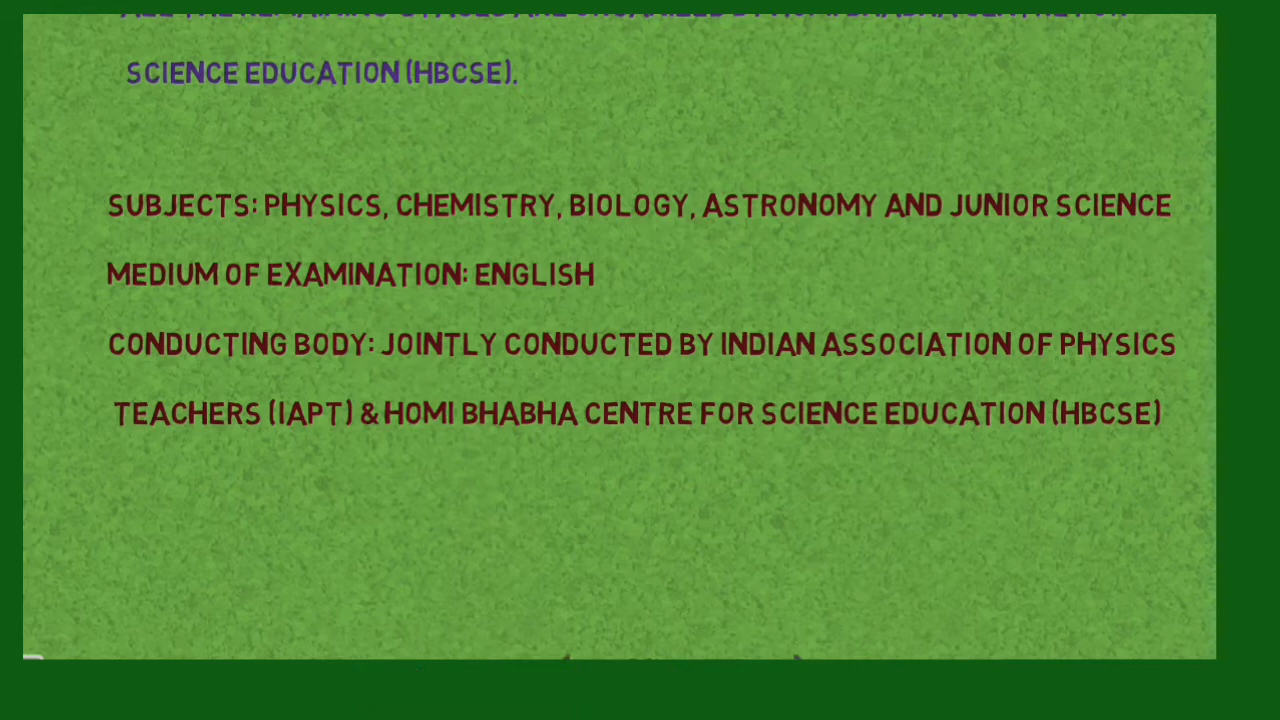 SCIENCE EDUCATION (HBCSE).
SUBJECTS: PHYSICS, CHEMISTRY, BIOLOGY, ASTRONOMY AND JUNIOR SCIENCE
MEDIUM OF EXAMINATION: ENGLISH
CONDUCTING BODY: JOINTLY CONDUCTED BY INDIAN ASSOCIATION OF PHYSICS
TEACHERS (IAPT) & HOMI BHABHA CENTRE FOR SCIENCE EDUCATION (HBCSE)